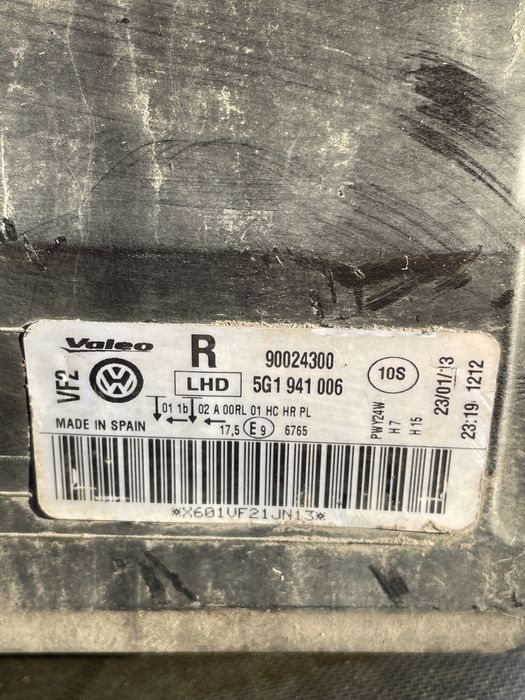 Valeo R 90024300
VF2 LHD 5G1 941 006 10S
01 1b 02 A 00RL 01 HC HR PL
MADE IN SPAIN 17,5 E9 6765
PWY24W
H7
H15
23/01/13
23:19 1212
*X601VF21JN13*